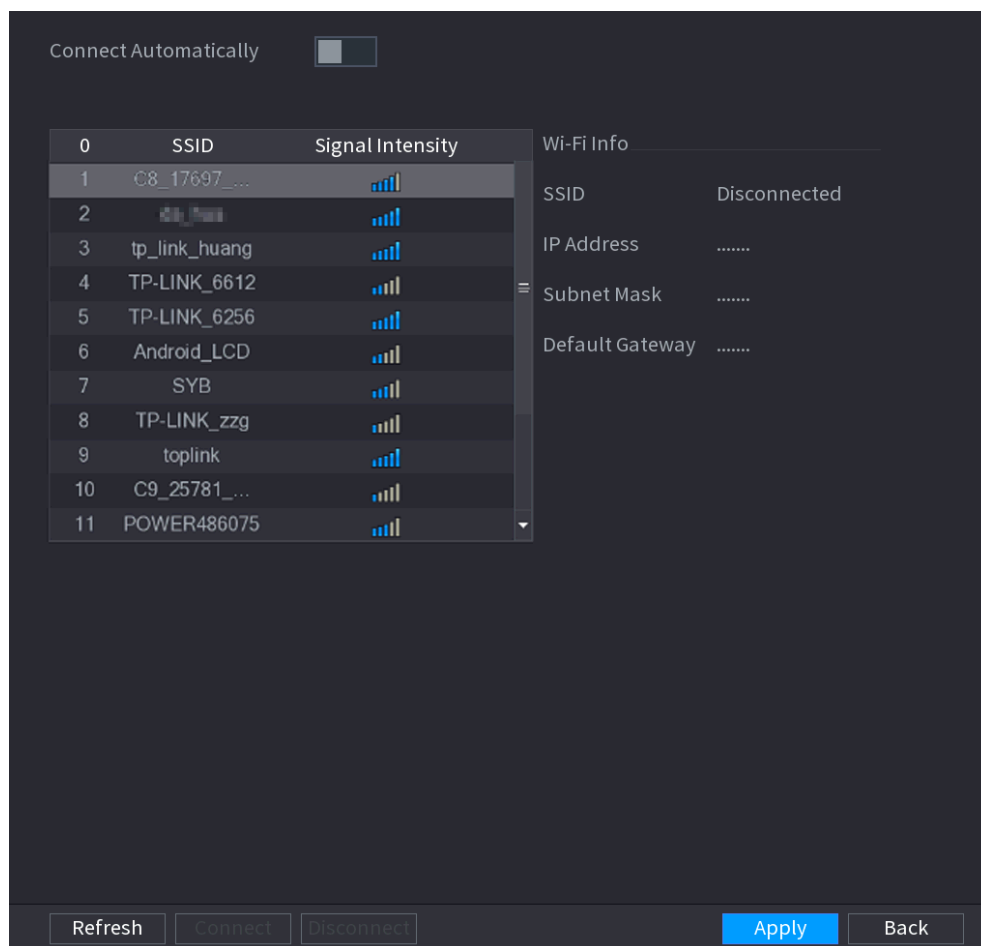 Connect Automatically
0 SSID Signal Intensity
1 C8_17697_...
2
3 tp_link_huang
4 TP-LINK_6612
5 TP-LINK_6256
6 Android_LCD
7 SYB
8 TP-LINK_zzg
9 toplink
10 C9_25781_...
11 POWER486075
Wi-Fi Info
SSID Disconnected
IP Address .......
Subnet Mask .......
Default Gateway .......
Refresh Connect Disconnect Apply Back